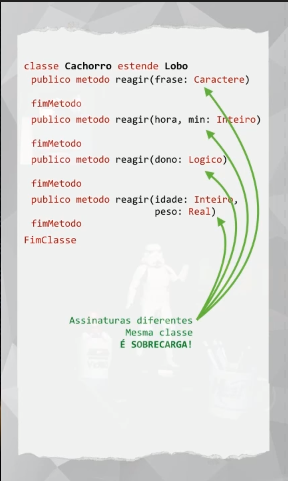 classe Cachorro estende Lobo
publico metodo reagir(frase: Caractere)
fimMetodo
publico metodo reagir(hora, min: Inteiro)
fimMetodo
publico metodo reagir(dono: Logico)
fimMetodo
publico metodo reagir(idade: Inteiro,
peso: Real)
fimMetodo
FimClasse
Assinaturas diferentes
Mesma classe
É SOBRECARGA!